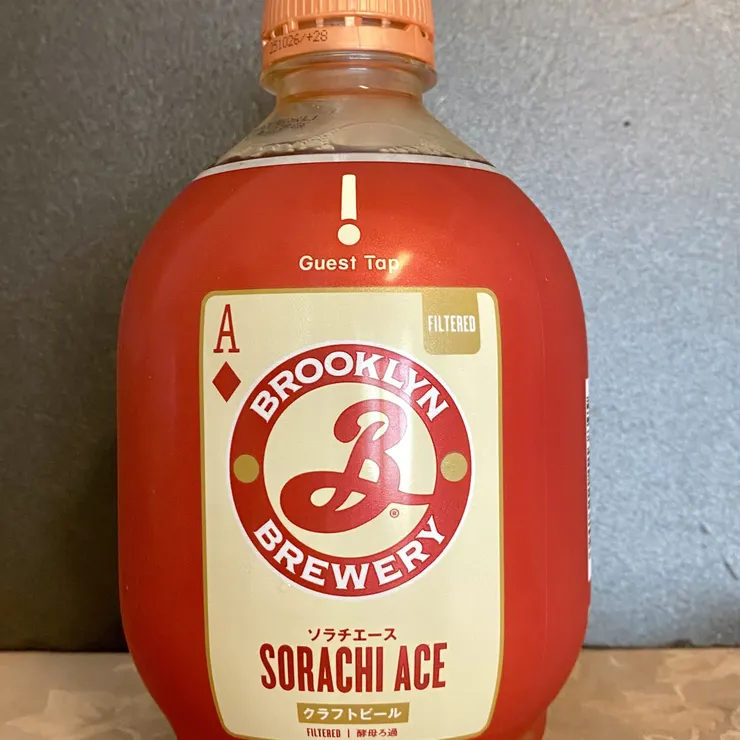 251026/+28
Guest Tap
A
FILTERED
BROOKLYN
B
®
BREWERY
ソラチエース
SORACHI ACE
クラフトビール
FILTERED | 酵母ろ過